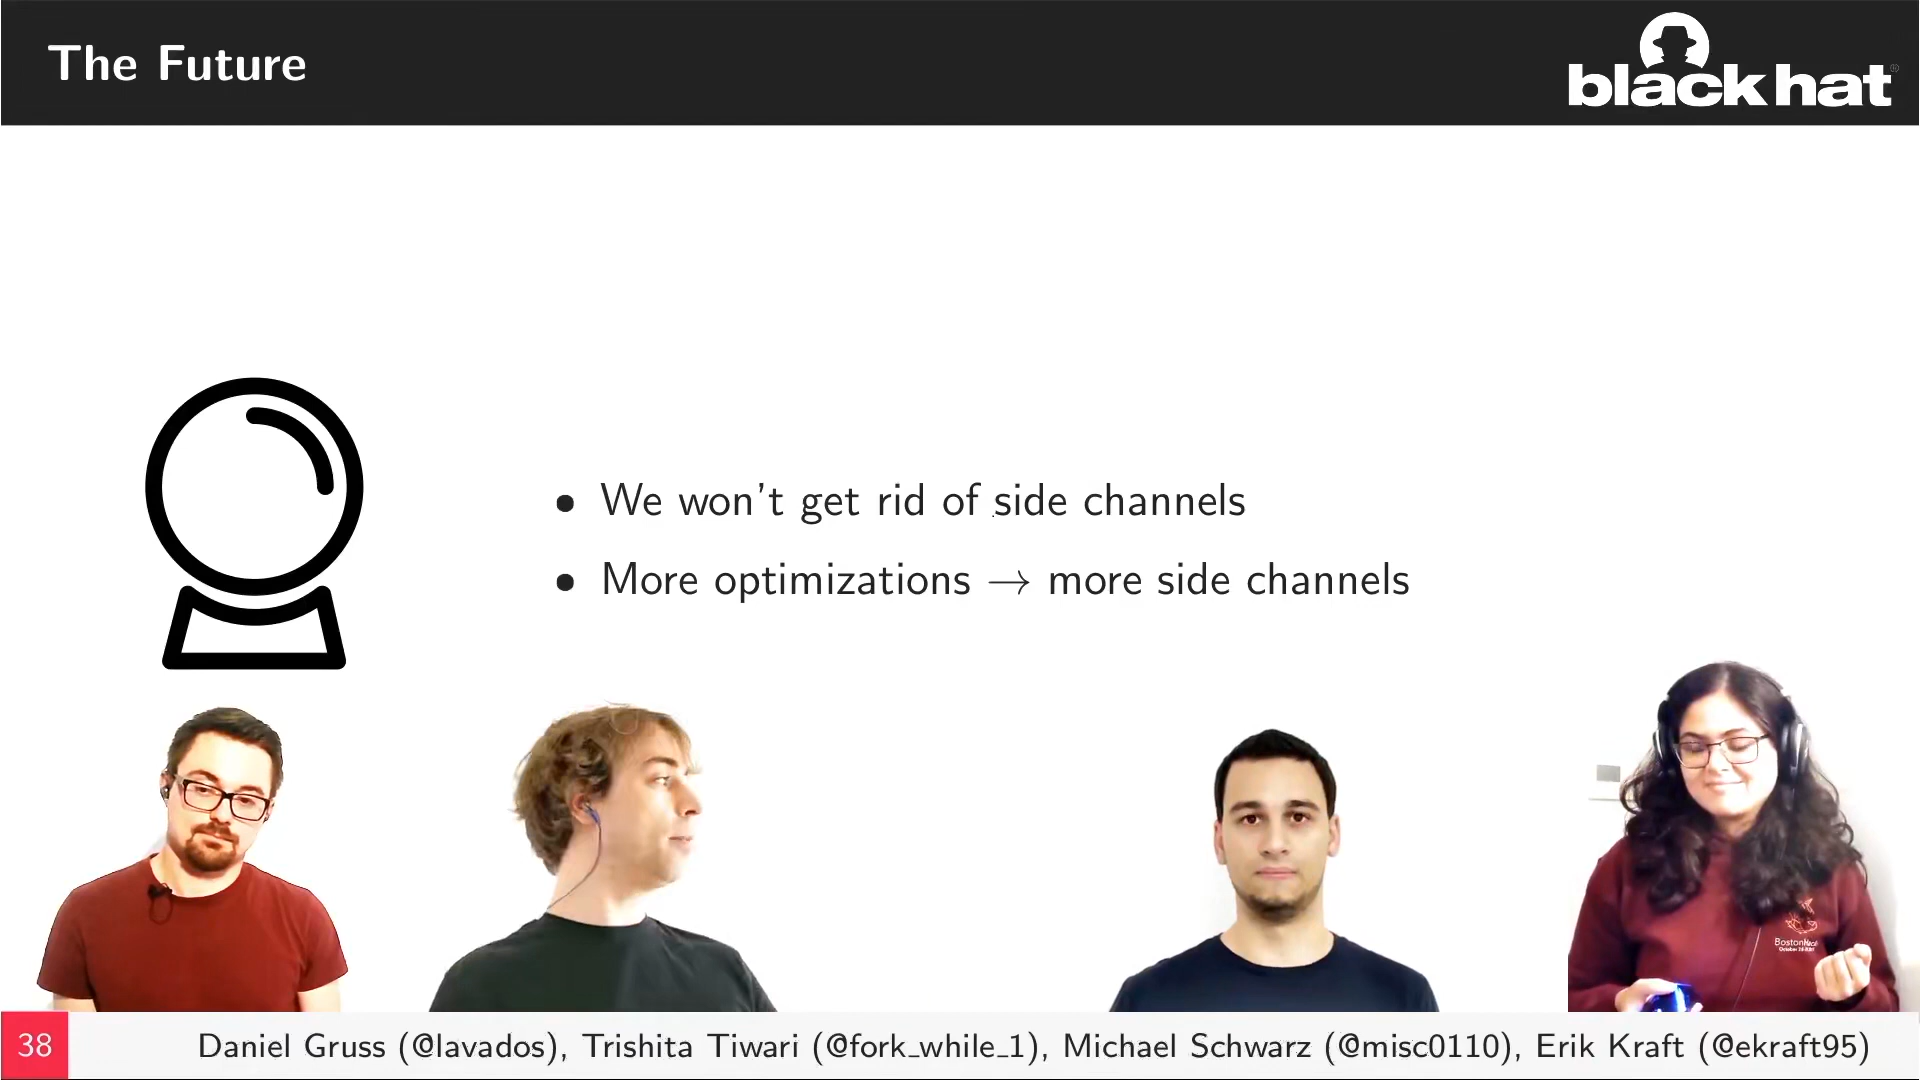 The Future
black hat®
• We won't get rid of side channels
• More optimizations → more side channels
38
Daniel Gruss (@lavados), Trishita Tiwari (@fork_while_1), Michael Schwarz (@misc0110), Erik Kraft (@ekraft95)